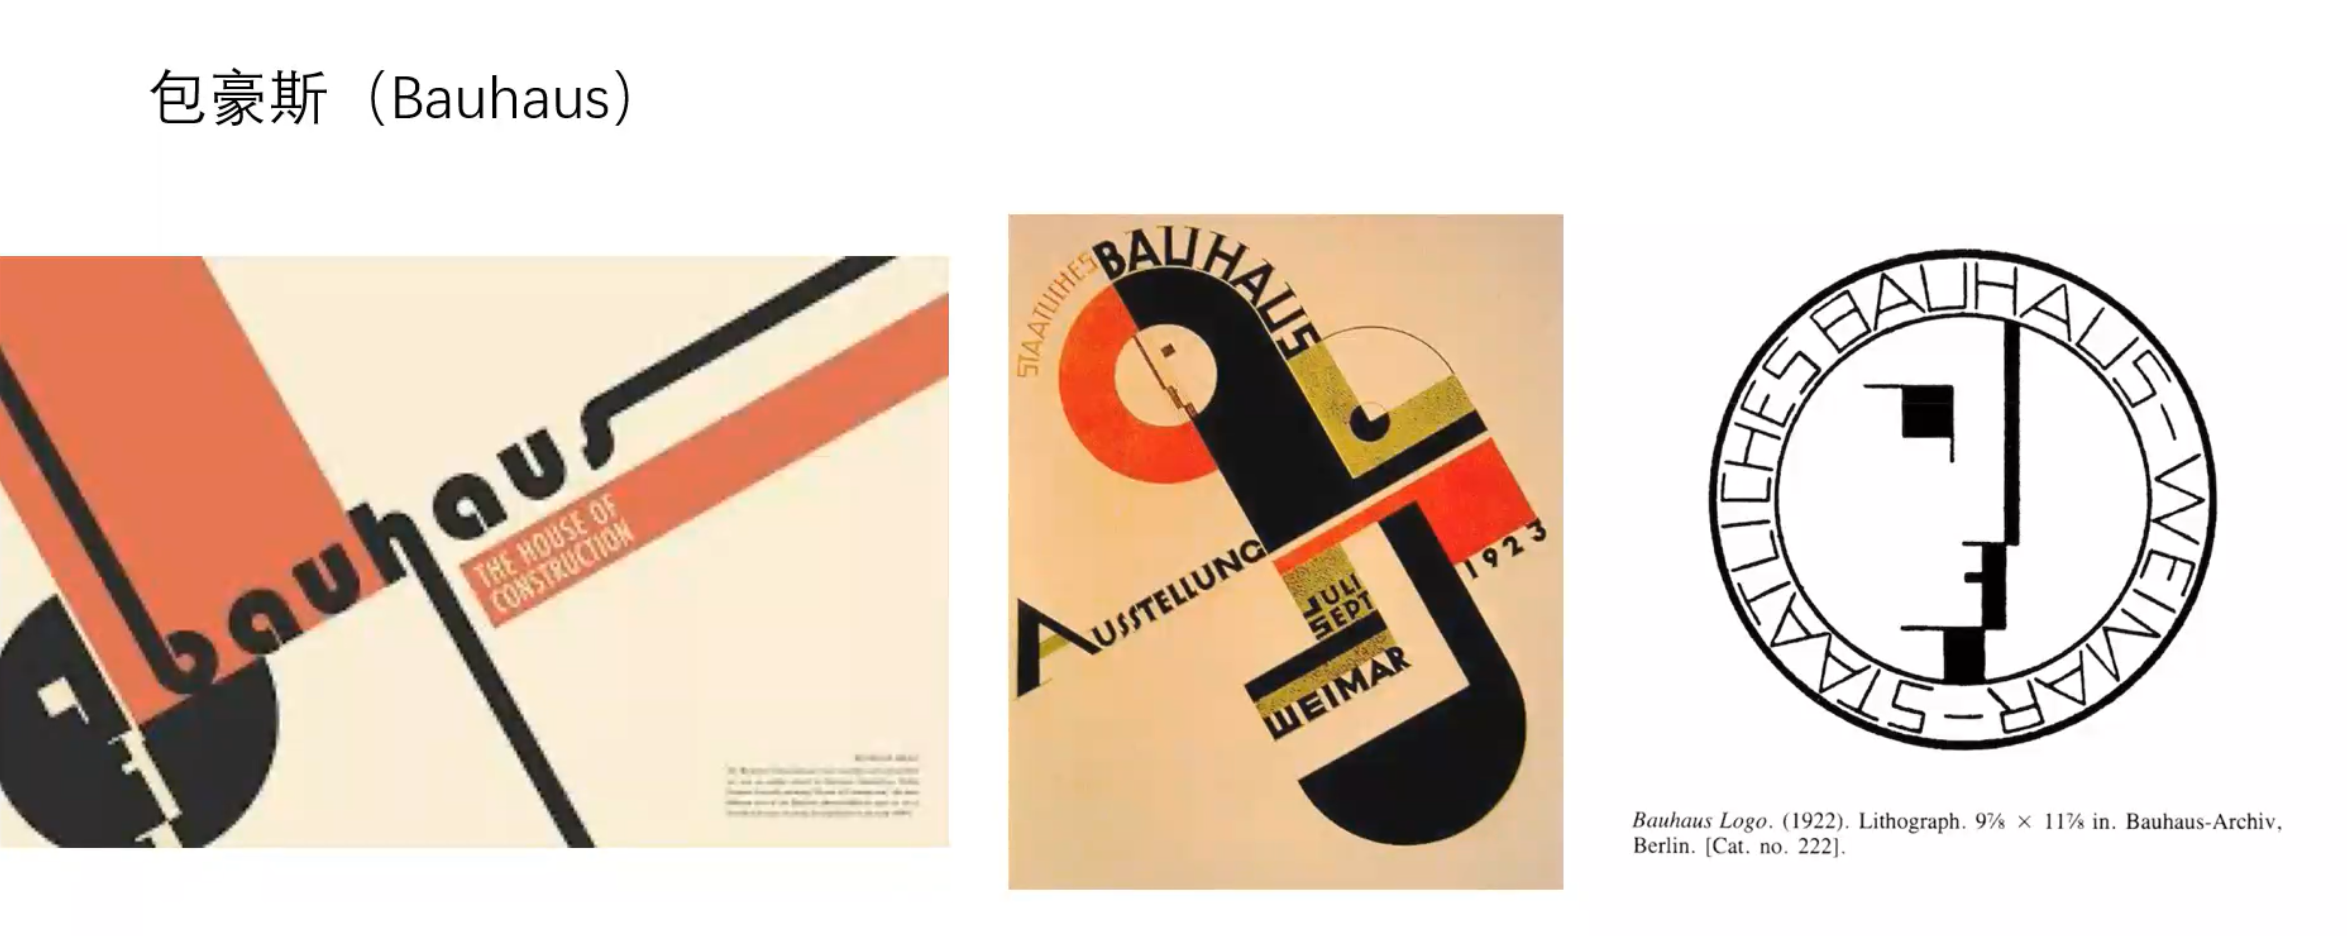 包豪斯（Bauhaus）
bauhaus
THE HOUSE OF
CONSTRUCTION
STAATLICHES BAUHAUS
AUSSTELLUNG
1923
JULI
SEPT
WEIMAR
STAATLICHES BAUHAUS-WEIMAR-
Bauhaus Logo. (1922). Lithograph. 9⅞ × 11⅞ in. Bauhaus-Archiv,
Berlin. [Cat. no. 222].